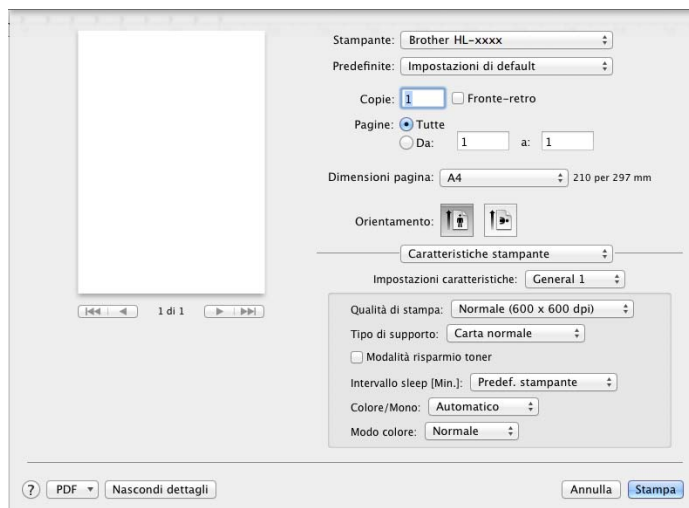 Stampante: Brother HL-xxxx
Predefinite: Impostazioni di default
Copie: 1 Fronte-retro
Pagine: Tutte
Da: 1 a: 1
Dimensioni pagina: A4 210 per 297 mm
Orientamento:
Caratteristiche stampante
Impostazioni caratteristiche: General 1
1 di 1
Qualità di stampa: Normale (600 x 600 dpi)
Tipo di supporto: Carta normale
Modalità risparmio toner
Intervallo sleep [Min.]: Predef. stampante
Colore/Mono: Automatico
Modo colore: Normale
? PDF Nascondi dettagli Annulla Stampa